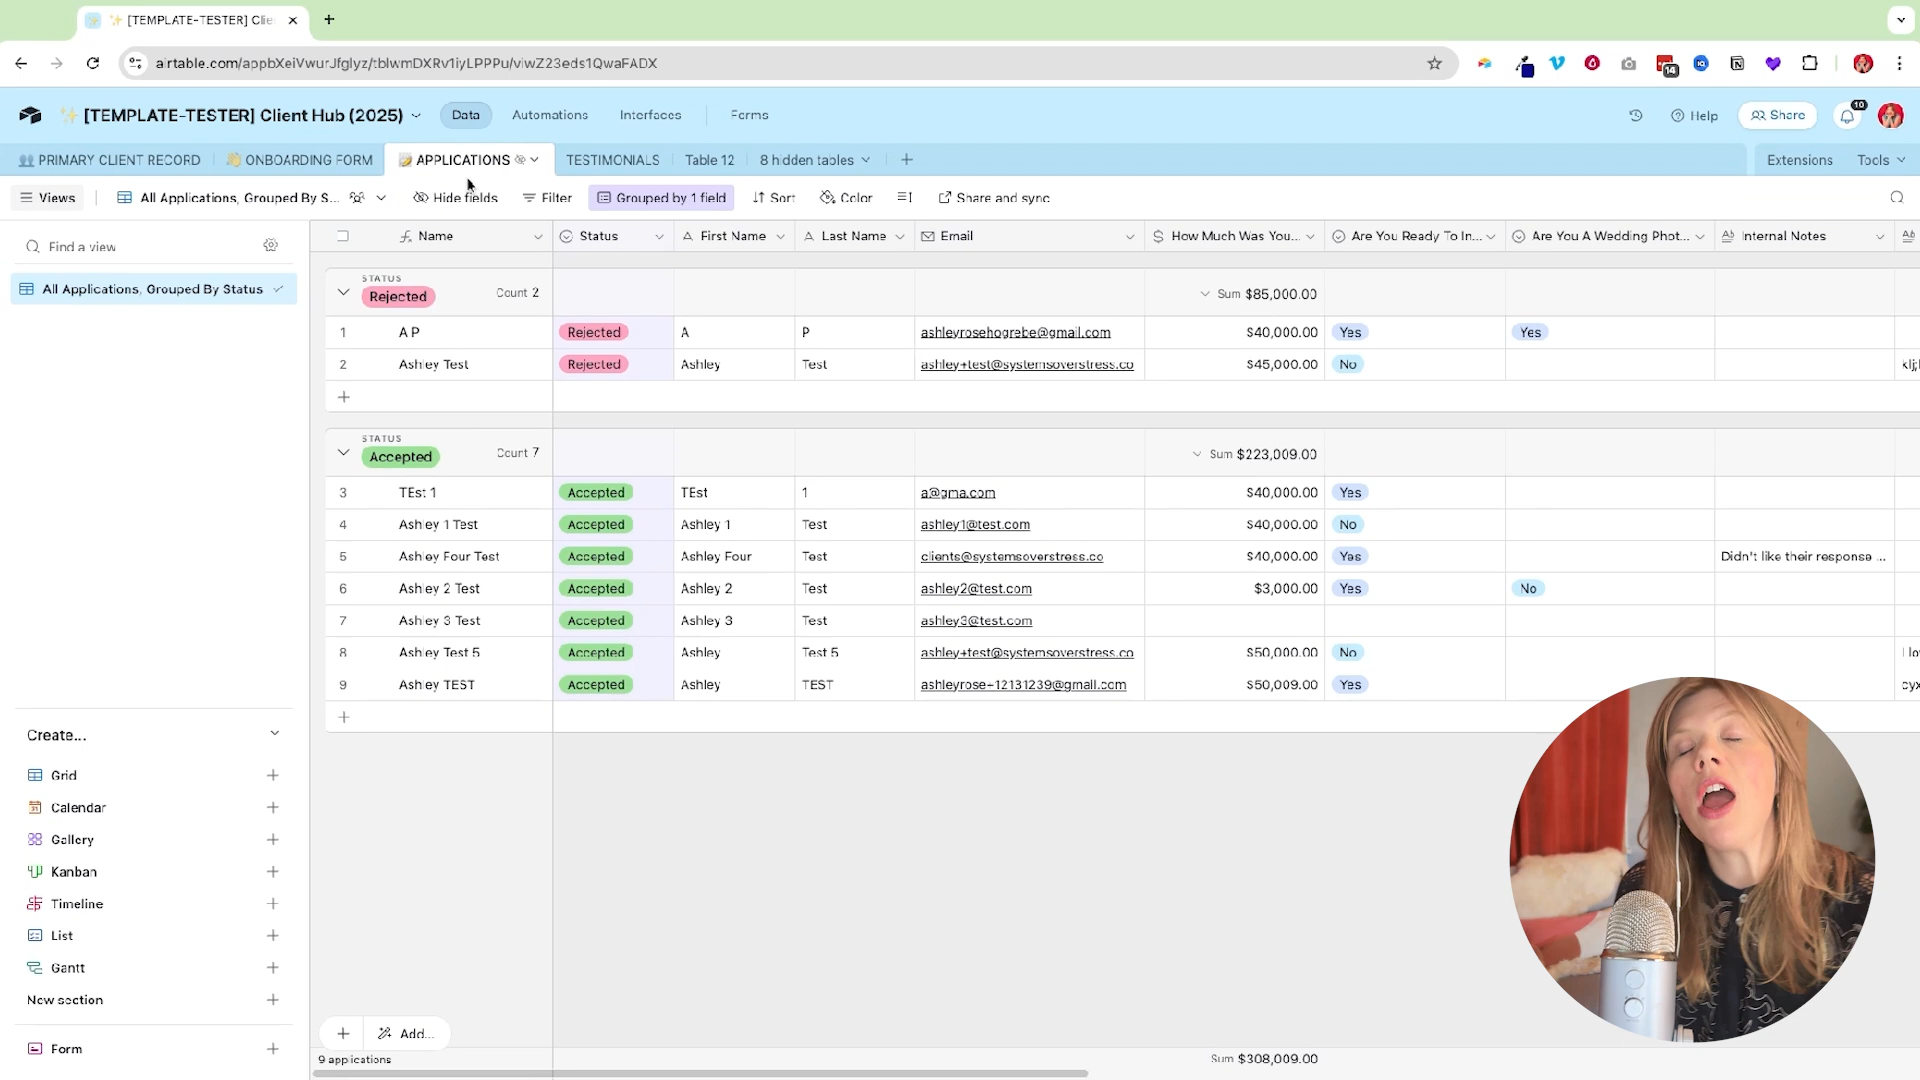 ✨ [TEMPLATE-TESTER] Clie
airtable.com/appbXeiVwurJfglyz/tblwmDXRv1iyLPPPu/viwZ23eds1QwaFADX
14
✨ [TEMPLATE-TESTER] Client Hub (2025)
Data
Automations
Interfaces
Forms
Help
Share
10
👥 PRIMARY CLIENT RECORD
👋 ONBOARDING FORM
📝 APPLICATIONS
TESTIMONIALS
Table 12
8 hidden tables
Extensions
Tools
Views
All Applications, Grouped By S...
Hide fields
Filter
Grouped by 1 field
Sort
Color
Share and sync
Find a view
All Applications, Grouped By Status
Name
Status
First Name
Last Name
Email
How Much Was You...
Are You Ready To In...
Are You A Wedding Phot...
Internal Notes
STATUS
Rejected
Count 2
Sum $85,000.00
1 A P Rejected A P ashleyrosehogrebe@gmail.com $40,000.00 Yes Yes
2 Ashley Test Rejected Ashley Test ashley+test@systemsoverstress.co $45,000.00 No klj;l
STATUS
Accepted
Count 7
Sum $223,009.00
3 TEst 1 Accepted TEst 1 a@gma.com $40,000.00 Yes
4 Ashley 1 Test Accepted Ashley 1 Test ashley1@test.com $40,000.00 No
5 Ashley Four Test Accepted Ashley Four Test clients@systemsoverstress.co $40,000.00 Yes Didn't like their response ...
6 Ashley 2 Test Accepted Ashley 2 Test ashley2@test.com $3,000.00 Yes No
7 Ashley 3 Test Accepted Ashley 3 Test ashley3@test.com
8 Ashley Test 5 Accepted Ashley Test 5 ashley+test@systemsoverstress.co $50,000.00 No I lo
9 Ashley TEST Accepted Ashley TEST ashleyrose+12131239@gmail.com $50,009.00 Yes cyx
Create...
Grid
Calendar
Gallery
Kanban
Timeline
List
Gantt
New section
Form
Add...
9 applications
Sum $308,009.00